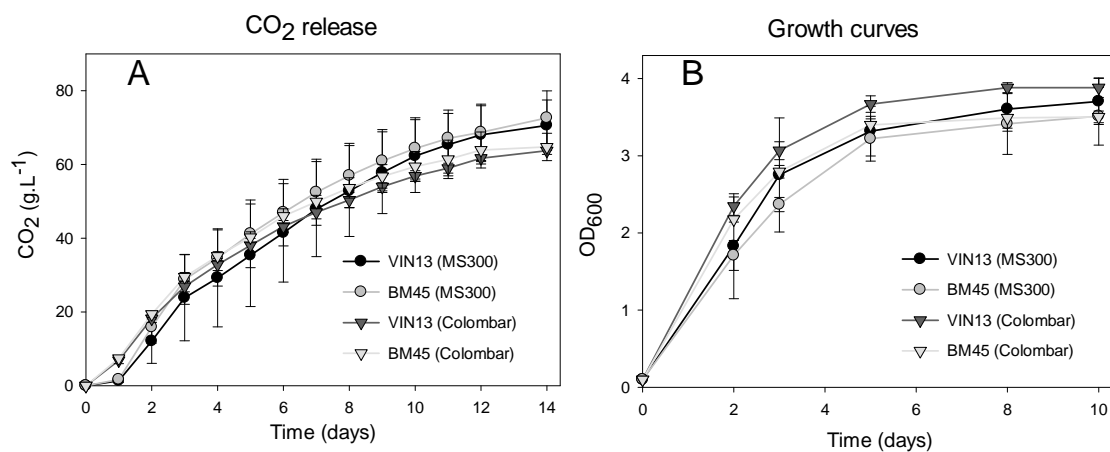 CO2 release
A
CO2 (g.L-1)
80
60
40
20
0
VIN13 (MS300)
BM45 (MS300)
VIN13 (Colombar)
BM45 (Colombar)
0 2 4 6 8 10 12 14
Time (days)
Growth curves
B
OD600
4
3
2
1
0
VIN13 (MS300)
BM45 (MS300)
VIN13 (Colombar)
BM45 (Colombar)
0 2 4 6 8 10
Time (days)